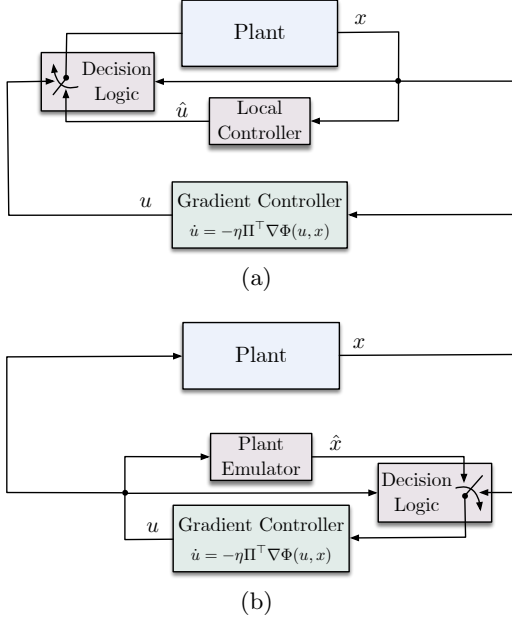 Plant
x
Decision
Logic
û
Local
Controller
u
Gradient Controller
u̇ = −ηΠ⊤∇Φ(u, x)
(a)
Plant
x
Plant
Emulator
x̂
Decision
Logic
u
Gradient Controller
u̇ = −ηΠ⊤∇Φ(u, x)
(b)